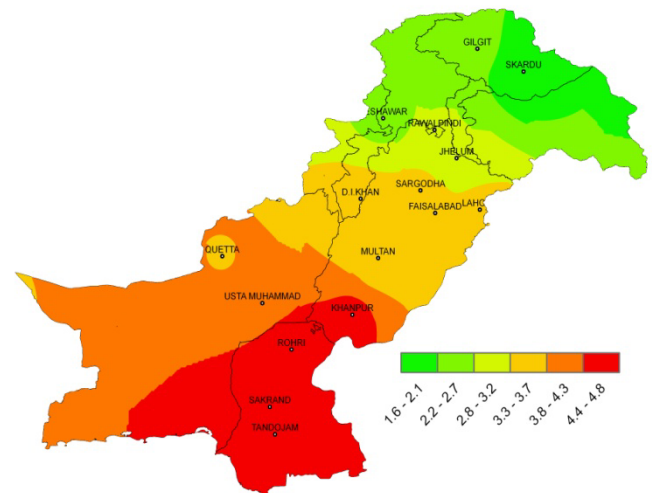 GILGIT
SKARDU
ESHAWAR
RAWALPINDI
JHELUM
SARGODHA
D.I.KHAN
FAISALABAD
LAHC
QUETTA
MULTAN
USTA MUHAMMAD
KHANPUR
ROHRI
SAKRAND
TANDOJAM
1.6 - 2.1
2.2 - 2.7
2.8 - 3.2
3.3 - 3.7
3.8 - 4.3
4.4 - 4.8